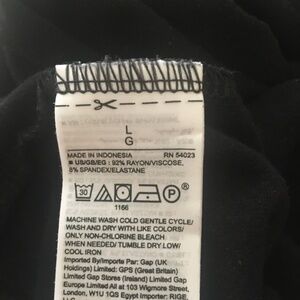 L
G
MADE IN INDONESIA RN 54023
US/GB/EG : 92% RAYON/VISCOSE,
8% SPANDEX/ELASTANE
30 P
1166
MACHINE WASH COLD GENTLE CYCLE/
WASH AND DRY WITH LIKE COLORS/
ONLY NON-CHLORINE BLEACH
WHEN NEEDED/ TUMBLE DRY LOW/
COOL IRON
Imported By/Importe Par: Gap (UK
Holdings) Limited: GPS (Great Britain)
Limited Gap Stores (Ireland) Limited Gap
Europe Limited All at 103 Wigmore Street,
London, W1U 1QS Egypt Importer: RIGE,